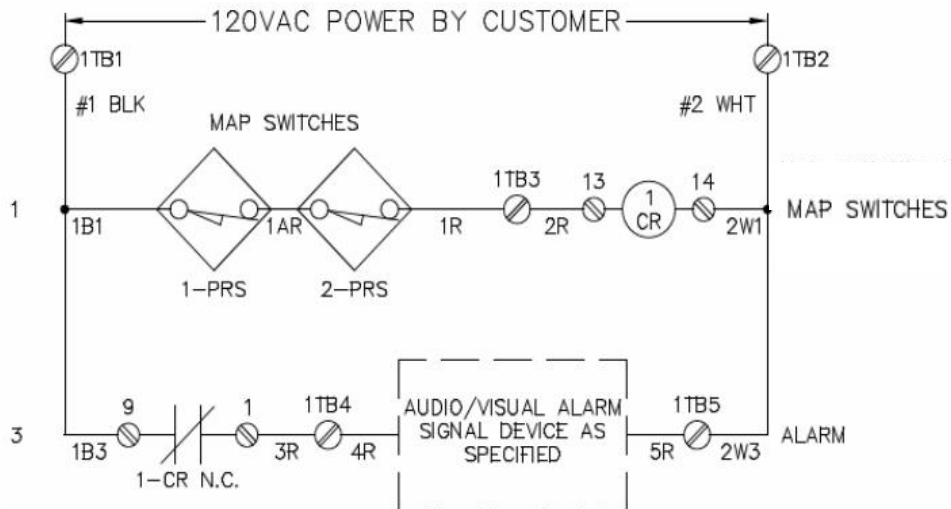 120VAC POWER BY CUSTOMER
1TB1
1TB2
#1 BLK
#2 WHT
MAP SWITCHES
1
1B1
1AR
1R
1TB3
2R
13
1
CR
14
2W1
MAP SWITCHES
1-PRS
2-PRS
3
1B3
9
1-CR N.C.
1
3R
1TB4
4R
AUDIO/VISUAL ALARM
SIGNAL DEVICE AS
SPECIFIED
5R
1TB5
2W3
ALARM